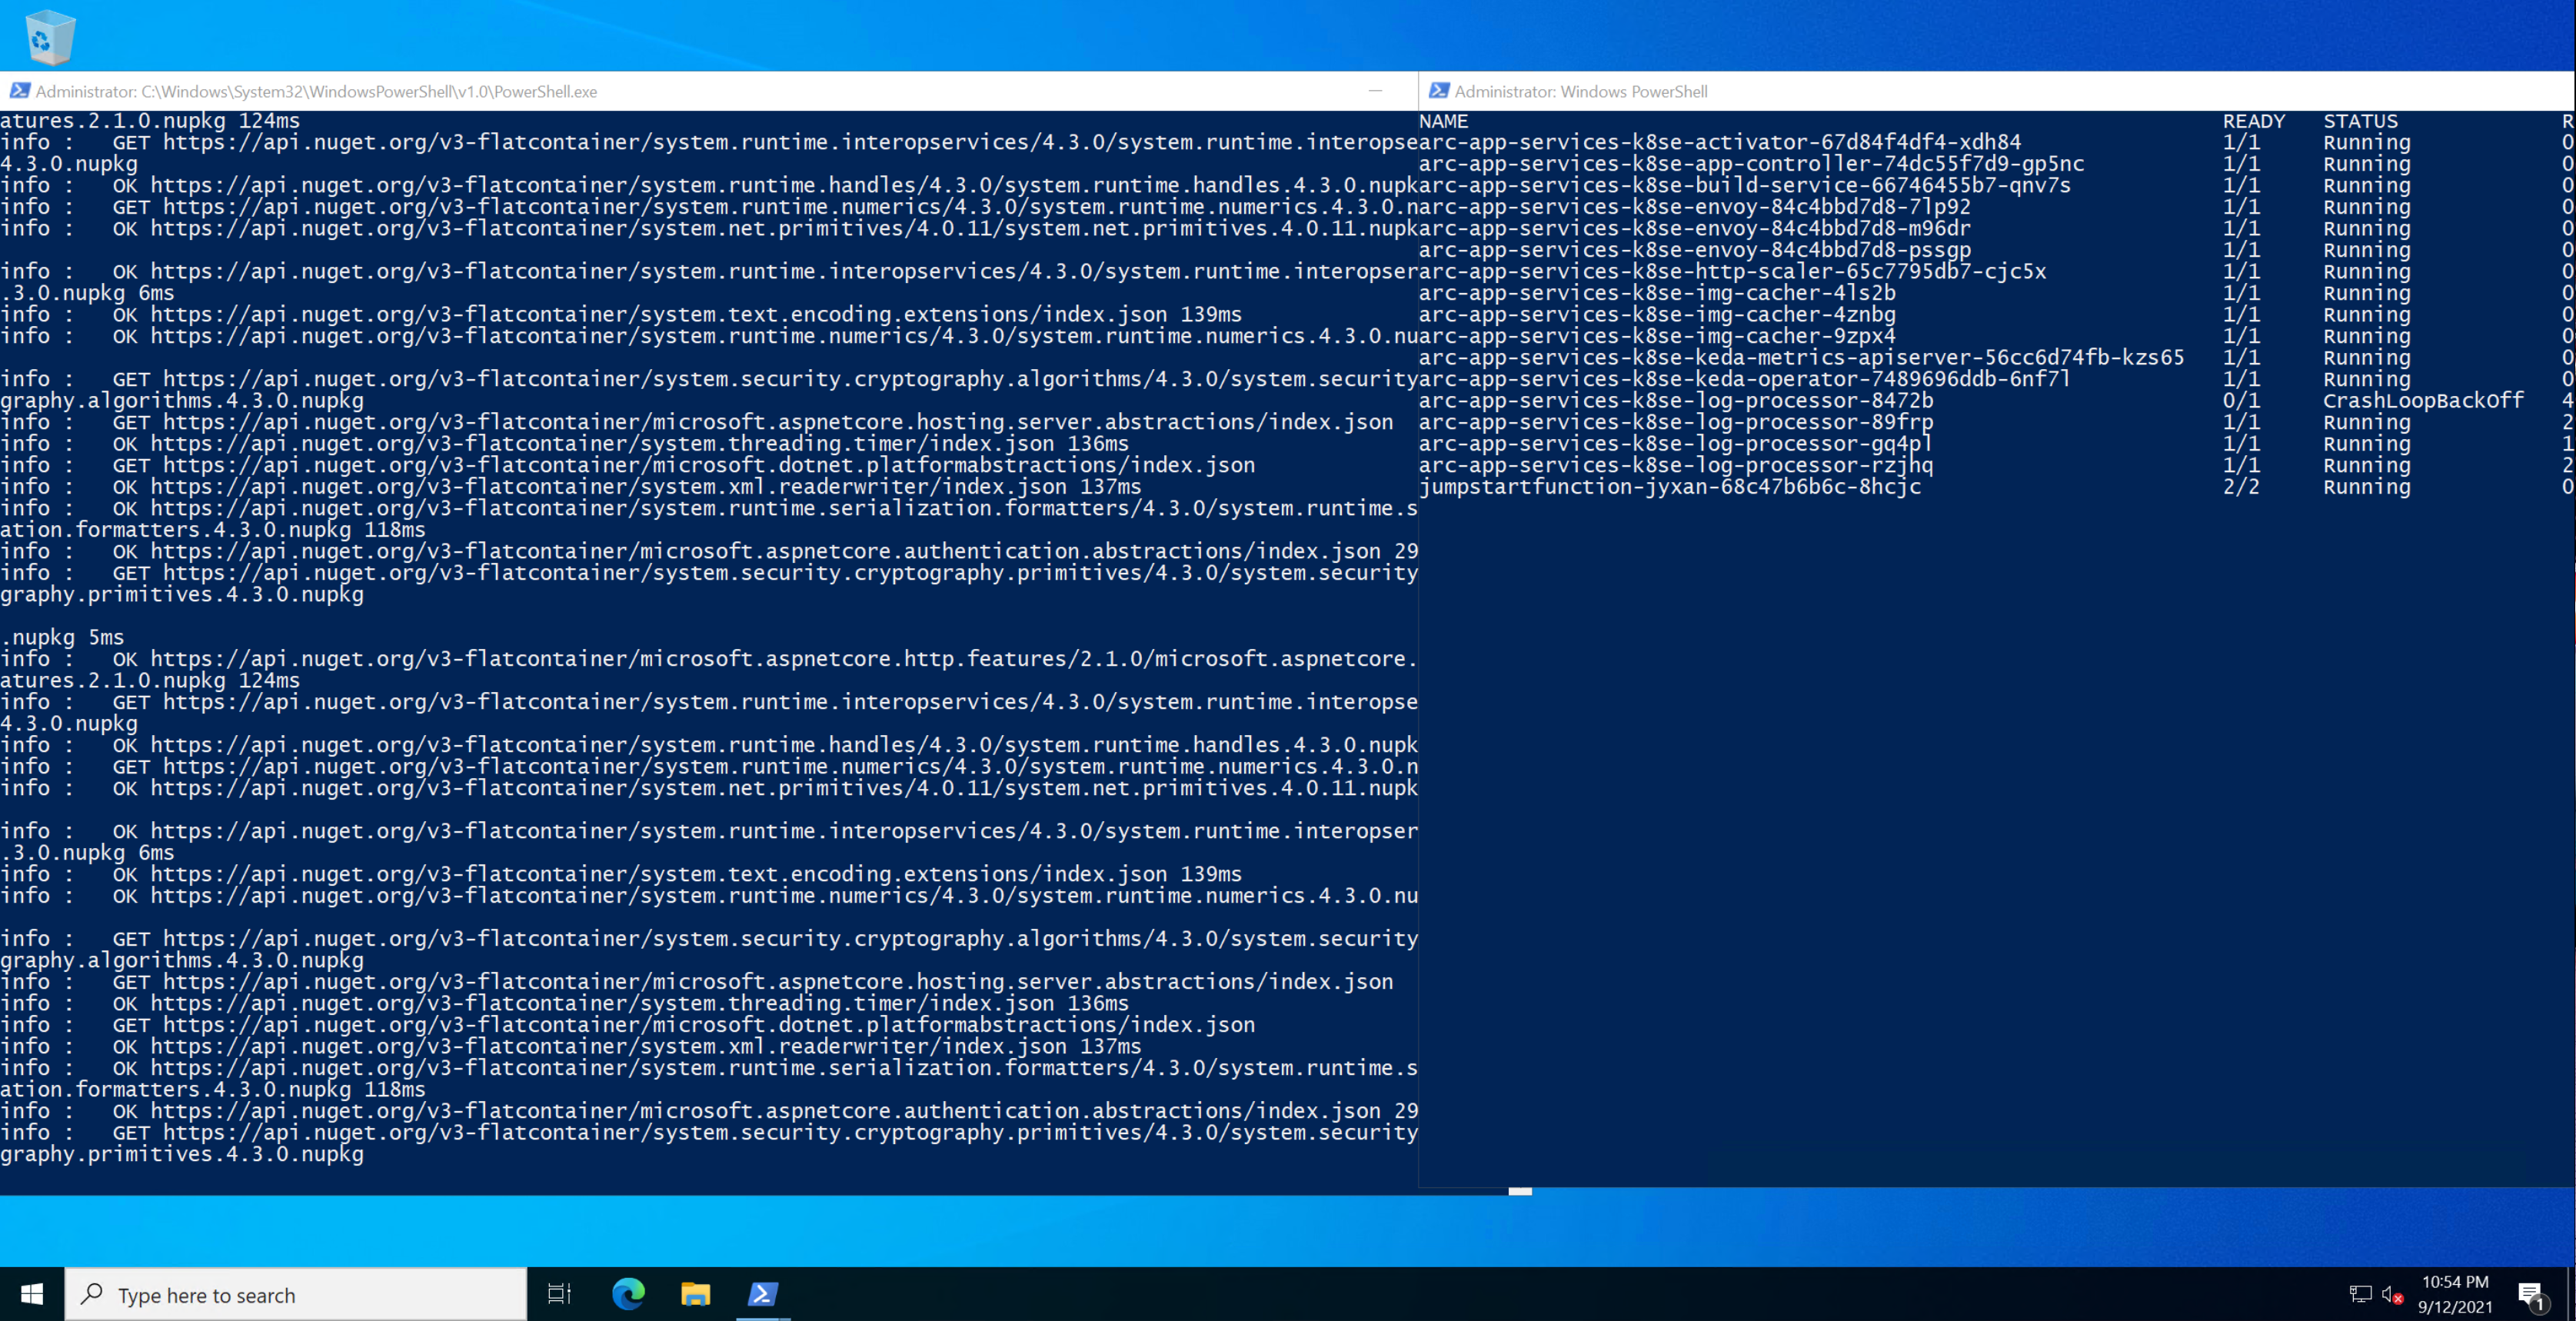 Administrator: C:\Windows\System32\WindowsPowerShell\v1.0\PowerShell.exe
atures.2.1.0.nupkg 124ms
info :   GET https://api.nuget.org/v3-flatcontainer/system.runtime.interopservices/4.3.0/system.runtime.interopse
4.3.0.nupkg
info :   OK https://api.nuget.org/v3-flatcontainer/system.runtime.handles/4.3.0/system.runtime.handles.4.3.0.nupk
info :   GET https://api.nuget.org/v3-flatcontainer/system.runtime.numerics/4.3.0/system.runtime.numerics.4.3.0.n
info :   OK https://api.nuget.org/v3-flatcontainer/system.net.primitives/4.0.11/system.net.primitives.4.0.11.nupk
info :   OK https://api.nuget.org/v3-flatcontainer/system.runtime.interopservices/4.3.0/system.runtime.interopser
.3.0.nupkg 6ms
info :   OK https://api.nuget.org/v3-flatcontainer/system.text.encoding.extensions/index.json 139ms
info :   OK https://api.nuget.org/v3-flatcontainer/system.runtime.numerics/4.3.0/system.runtime.numerics.4.3.0.nu
info :   GET https://api.nuget.org/v3-flatcontainer/system.security.cryptography.algorithms/4.3.0/system.security
graphy.algorithms.4.3.0.nupkg
info :   GET https://api.nuget.org/v3-flatcontainer/microsoft.aspnetcore.hosting.server.abstractions/index.json
info :   OK https://api.nuget.org/v3-flatcontainer/system.threading.timer/index.json 136ms
info :   GET https://api.nuget.org/v3-flatcontainer/microsoft.dotnet.platformabstractions/index.json
info :   OK https://api.nuget.org/v3-flatcontainer/system.xml.readerwriter/index.json 137ms
info :   OK https://api.nuget.org/v3-flatcontainer/system.runtime.serialization.formatters/4.3.0/system.runtime.s
ation.formatters.4.3.0.nupkg 118ms
info :   OK https://api.nuget.org/v3-flatcontainer/microsoft.aspnetcore.authentication.abstractions/index.json 29
info :   GET https://api.nuget.org/v3-flatcontainer/system.security.cryptography.primitives/4.3.0/system.security
graphy.primitives.4.3.0.nupkg
.nupkg 5ms
info :   OK https://api.nuget.org/v3-flatcontainer/microsoft.aspnetcore.http.features/2.1.0/microsoft.aspnetcore.
atures.2.1.0.nupkg 124ms
info :   GET https://api.nuget.org/v3-flatcontainer/system.runtime.interopservices/4.3.0/system.runtime.interopse
4.3.0.nupkg
info :   OK https://api.nuget.org/v3-flatcontainer/system.runtime.handles/4.3.0/system.runtime.handles.4.3.0.nupk
info :   GET https://api.nuget.org/v3-flatcontainer/system.runtime.numerics/4.3.0/system.runtime.numerics.4.3.0.n
info :   OK https://api.nuget.org/v3-flatcontainer/system.net.primitives/4.0.11/system.net.primitives.4.0.11.nupk
info :   OK https://api.nuget.org/v3-flatcontainer/system.runtime.interopservices/4.3.0/system.runtime.interopser
.3.0.nupkg 6ms
info :   OK https://api.nuget.org/v3-flatcontainer/system.text.encoding.extensions/index.json 139ms
info :   OK https://api.nuget.org/v3-flatcontainer/system.runtime.numerics/4.3.0/system.runtime.numerics.4.3.0.nu
info :   GET https://api.nuget.org/v3-flatcontainer/system.security.cryptography.algorithms/4.3.0/system.security
graphy.algorithms.4.3.0.nupkg
info :   GET https://api.nuget.org/v3-flatcontainer/microsoft.aspnetcore.hosting.server.abstractions/index.json
info :   OK https://api.nuget.org/v3-flatcontainer/system.threading.timer/index.json 136ms
info :   GET https://api.nuget.org/v3-flatcontainer/microsoft.dotnet.platformabstractions/index.json
info :   OK https://api.nuget.org/v3-flatcontainer/system.xml.readerwriter/index.json 137ms
info :   OK https://api.nuget.org/v3-flatcontainer/system.runtime.serialization.formatters/4.3.0/system.runtime.s
ation.formatters.4.3.0.nupkg 118ms
info :   OK https://api.nuget.org/v3-flatcontainer/microsoft.aspnetcore.authentication.abstractions/index.json 29
info :   GET https://api.nuget.org/v3-flatcontainer/system.security.cryptography.primitives/4.3.0/system.security
graphy.primitives.4.3.0.nupkg
Administrator: Windows PowerShell
NAME READY STATUS R
arc-app-services-k8se-activator-67d84f4df4-xdh84 1/1 Running 0
arc-app-services-k8se-app-controller-74dc55f7d9-gp5nc 1/1 Running 0
arc-app-services-k8se-build-service-66746455b7-qnv7s 1/1 Running 0
arc-app-services-k8se-envoy-84c4bbd7d8-7lp92 1/1 Running 0
arc-app-services-k8se-envoy-84c4bbd7d8-m96dr 1/1 Running 0
arc-app-services-k8se-envoy-84c4bbd7d8-pssgp 1/1 Running 0
arc-app-services-k8se-http-scaler-65c7795db7-cjc5x 1/1 Running 0
arc-app-services-k8se-img-cacher-4ls2b 1/1 Running 0
arc-app-services-k8se-img-cacher-4znbg 1/1 Running 0
arc-app-services-k8se-img-cacher-9zpx4 1/1 Running 0
arc-app-services-k8se-keda-metrics-apiserver-56cc6d74fb-kzs65 1/1 Running 0
arc-app-services-k8se-keda-operator-7489696ddb-6nf7l 1/1 Running 0
arc-app-services-k8se-log-processor-8472b 0/1 CrashLoopBackOff 4
arc-app-services-k8se-log-processor-89frp 1/1 Running 2
arc-app-services-k8se-log-processor-gq4pl 1/1 Running 1
arc-app-services-k8se-log-processor-rzjhq 1/1 Running 2
jumpstartfunction-jyxan-68c47b6b6c-8hcjc 2/2 Running 0
Type here to search
10:54 PM
9/12/2021
1